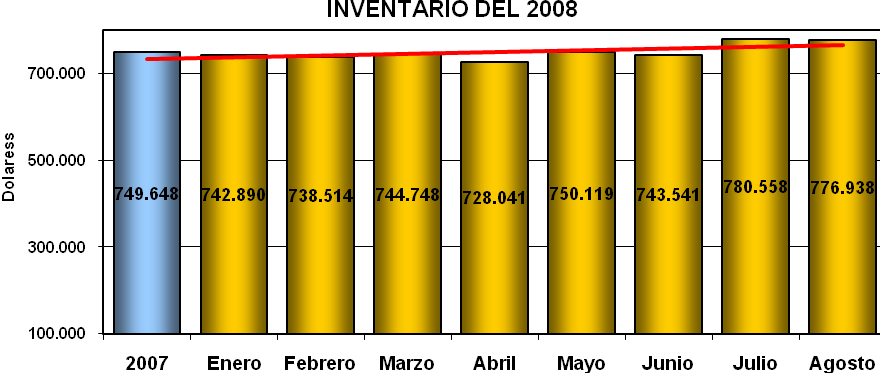 INVENTARIO DEL 2008
Dolaress
700.000
500.000
300.000
100.000
749.648 742.890 738.514 744.748 728.041 750.119 743.541 780.558 776.938
2007 Enero Febrero Marzo Abril Mayo Junio Julio Agosto